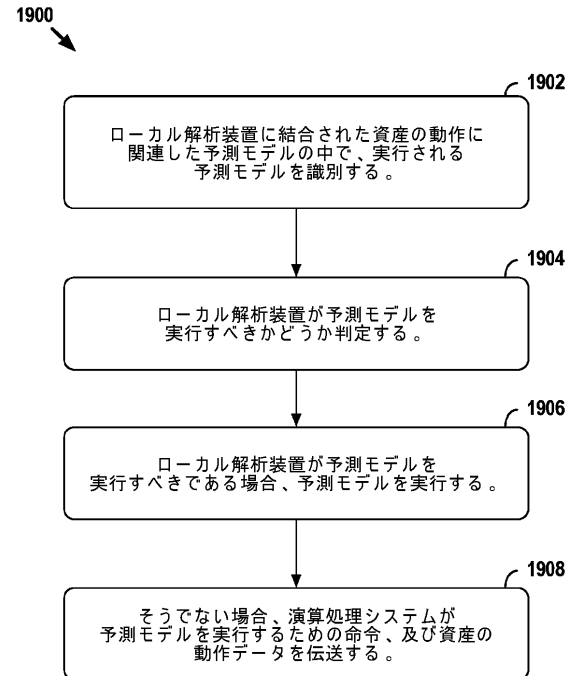 1900
1902
ローカル解析装置に結合された資産の動作に
関連した予測モデルの中で、実行される
予測モデルを識別する。
1904
ローカル解析装置が予測モデルを
実行すべきかどうか判定する。
1906
ローカル解析装置が予測モデルを
実行すべきである場合、予測モデルを実行する。
1908
そうでない場合、演算処理システムが
予測モデルを実行するための命令、及び資産の
動作データを伝送する。